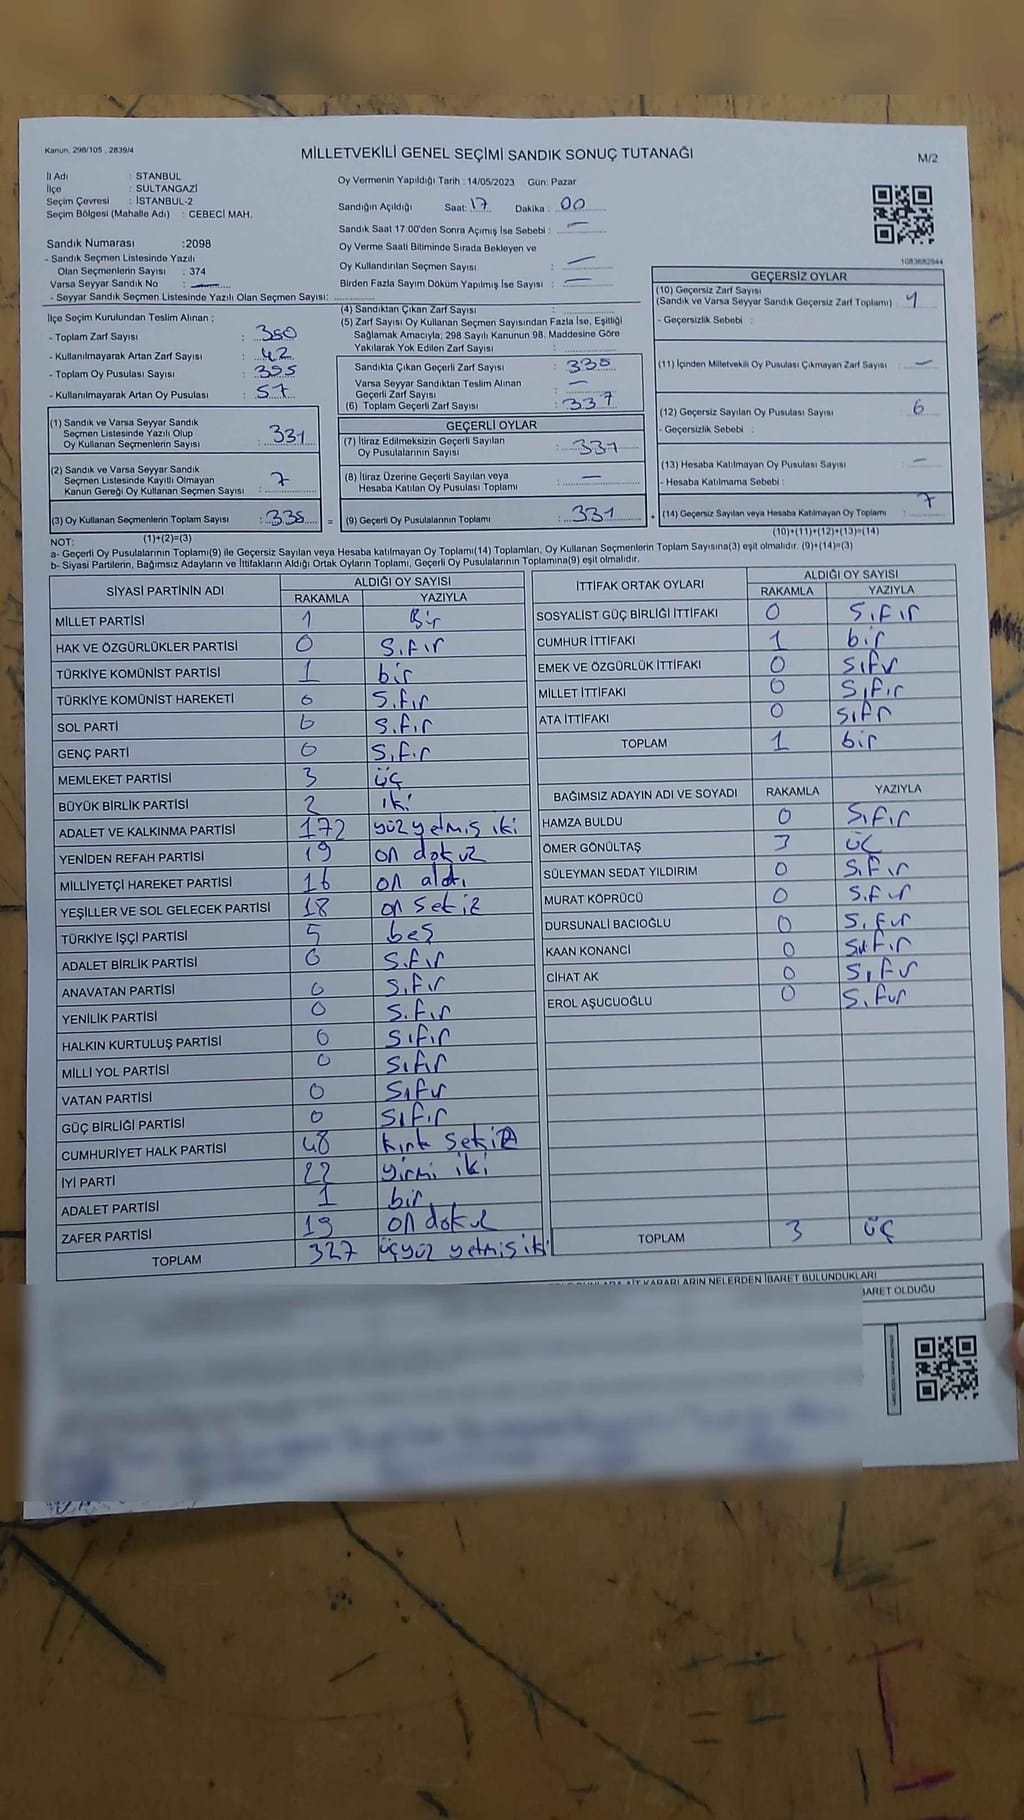 Kanun, 298/105 , 2839/4
MİLLETVEKİLİ GENEL SEÇİMİ SANDIK SONUÇ TUTANAĞI
M/2
İl Adı : STANBUL
İlçe : SULTANGAZİ
Seçim Çevresi : İSTANBUL-2
Seçim Bölgesi (Mahalle Adı) : CEBECİ MAH.
Sandık Numarası :2098
- Sandık Seçmen Listesinde Yazılı
Olan Seçmenlerin Sayısı : 374
Varsa Seyyar Sandık No :
- Seyyar Sandık Seçmen Listesinde Yazılı Olan Seçmen Sayısı:
Oy Vermenin Yapıldığı Tarih : 14/05/2023 Gün: Pazar
Sandığın Açıldığı Saat: 17 Dakika : 00
Sandık Saat 17:00'den Sonra Açımış İse Sebebi : —
Oy Verme Saati Bitiminde Sırada Bekleyen ve
Oy Kullandırılan Seçmen Sayısı : —
Birden Fazla Sayım Döküm Yapılmış İse Sayısı : —
1083682944
İlçe Seçim Kurulundan Teslim Alınan ;
- Toplam Zarf Sayısı : 380
- Kullanılmayarak Artan Zarf Sayısı : 42
- Toplam Oy Pusulası Sayısı : 395
- Kullanılmayarak Artan Oy Pusulası : 57
(4) Sandıktan Çıkan Zarf Sayısı :
(5) Zarf Sayısı Oy Kullanan Seçmen Sayısından Fazla İse, Eşitliği
Sağlamak Amacıyla; 298 Sayılı Kanunun 98. Maddesine Göre
Yakılarak Yok Edilen Zarf Sayısı :
Sandıkta Çıkan Geçerli Zarf Sayısı : 338
Varsa Seyyar Sandıktan Teslim Alınan
Geçerli Zarf Sayısı : —
(6) Toplam Geçerli Zarf Sayısı : 337
GEÇERSİZ OYLAR
(10) Geçersiz Zarf Sayısı
(Sandık ve Varsa Seyyar Sandık Geçersiz Zarf Toplamı) : 1
- Geçersizlik Sebebi :
(11) İçinden Milletvekili Oy Pusulası Çıkmayan Zarf Sayısı : —
(12) Geçersiz Sayılan Oy Pusulası Sayısı : 6
- Geçersizlik Sebebi :
(13) Hesaba Katılmayan Oy Pusulası Sayısı : —
- Hesaba Katılmama Sebebi :
(14) Geçersiz Sayılan veya Hesaba Katılmayan Oy Toplamı : 7
(1) Sandık ve Varsa Seyyar Sandık
Seçmen Listesinde Yazılı Olup
Oy Kullanan Seçmenlerin Sayısı : 331
(2) Sandık ve Varsa Seyyar Sandık
Seçmen Listesinde Kayıtlı Olmayan
Kanun Gereği Oy Kullanan Seçmen Sayısı : 7
(3) Oy Kullanan Seçmenlerin Toplam Sayısı : 338
GEÇERLİ OYLAR
(7) İtiraz Edilmeksizin Geçerli Sayılan
Oy Pusulalarının Sayısı : 331
(8) İtiraz Üzerine Geçerli Sayılan veya
Hesaba Katılan Oy Pusulası Toplamı : —
= (9) Geçerli Oy Pusulalarının Toplamı : 331 +
NOT: (1)+(2)=(3) (10)+(11)+(12)+(13)=(14)
a- Geçerli Oy Pusulalarının Toplamı(9) ile Geçersiz Sayılan veya Hesaba katılmayan Oy Toplamı(14) Toplamları, Oy Kullanan Seçmenlerin Toplam Sayısına(3) eşit olmalıdır. (9)+(14)=(3)
b- Siyasi Partilerin, Bağımsız Adayların ve İttifakların Aldığı Ortak Oyların Toplamı, Geçerli Oy Pusulalarının Toplamına(9) eşit olmalıdır.
SİYASİ PARTİNİN ADI ALDIĞI OY SAYISI
RAKAMLA YAZIYLA
MİLLET PARTİSİ 1 Bir
HAK VE ÖZGÜRLÜKLER PARTİSİ 0 Sıfır
TÜRKİYE KOMÜNİST PARTİSİ 1 bir
TÜRKİYE KOMÜNİST HAREKETİ 0 Sıfır
SOL PARTİ 0 Sıfır
GENÇ PARTİ 0 Sıfır
MEMLEKET PARTİSİ 3 üç
BÜYÜK BİRLİK PARTİSİ 2 iki
ADALET VE KALKINMA PARTİSİ 172 yüz yetmiş iki
YENİDEN REFAH PARTİSİ 19 on dokuz
MİLLİYETÇİ HAREKET PARTİSİ 16 on altı
YEŞİLLER VE SOL GELECEK PARTİSİ 18 on sekiz
TÜRKİYE İŞÇİ PARTİSİ 5 beş
ADALET BİRLİK PARTİSİ 0 Sıfır
ANAVATAN PARTİSİ 0 Sıfır
YENİLİK PARTİSİ 0 Sıfır
HALKIN KURTULUŞ PARTİSİ 0 Sıfır
MİLLİ YOL PARTİSİ 0 Sıfır
VATAN PARTİSİ 0 Sıfır
GÜÇ BİRLİĞİ PARTİSİ 0 Sıfır
CUMHURİYET HALK PARTİSİ 48 kırk sekiz
İYİ PARTİ 22 yirmi iki
ADALET PARTİSİ 1 bir
ZAFER PARTİSİ 19 on dokuz
TOPLAM 327 üçyüz yetmiş iki
İTTİFAK ORTAK OYLARI ALDIĞI OY SAYISI
RAKAMLA YAZIYLA
SOSYALİST GÜÇ BİRLİĞİ İTTİFAKI 0 Sıfır
CUMHUR İTTİFAKI 1 bir
EMEK VE ÖZGÜRLÜK İTTİFAKI 0 Sıfır
MİLLET İTTİFAKI 0 Sıfır
ATA İTTİFAKI 0 Sıfır
TOPLAM 1 bir
BAĞIMSIZ ADAYIN ADI VE SOYADI RAKAMLA YAZIYLA
HAMZA BULDU 0 Sıfır
ÖMER GÖNÜLTAŞ 3 üç
SÜLEYMAN SEDAT YILDIRIM 0 Sıfır
MURAT KÖPRÜCÜ 0 Sıfır
DURSUNALİ BACIOĞLU 0 Sıfır
KAAN KONANCİ 0 Sıfır
CİHAT AK 0 Sıfır
EROL AŞUCUOĞLU 0 Sıfır
TOPLAM 3 üç
KARARLARIN NELERDEN İBARET BULUNDUKLARI
BARET OLDUĞU